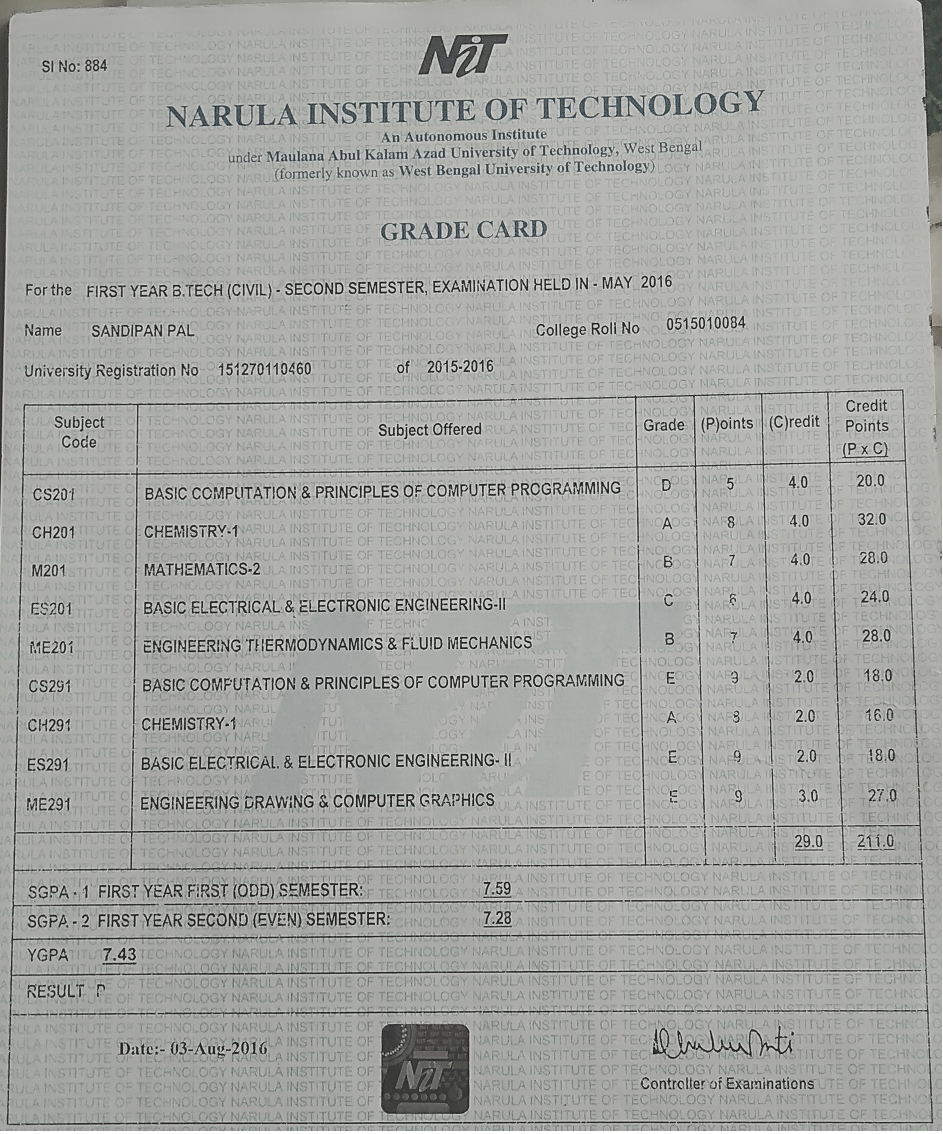 Sl No: 884
NiT
NARULA INSTITUTE OF TECHNOLOGY
An Autonomous Institute
under Maulana Abul Kalam Azad University of Technology, West Bengal
(formerly known as West Bengal University of Technology)
GRADE CARD
For the FIRST YEAR B.TECH (CIVIL) - SECOND SEMESTER, EXAMINATION HELD IN - MAY 2016
Name SANDIPAN PAL College Roll No 0515010084
University Registration No 151270110460 of 2015-2016
Subject Code Subject Offered Grade (P)oints (C)redit Credit Points (P x C)
CS201 BASIC COMPUTATION & PRINCIPLES OF COMPUTER PROGRAMMING D 5 4.0 20.0
CH201 CHEMISTRY-1 A 8 4.0 32.0
M201 MATHEMATICS-2 B 7 4.0 28.0
ES201 BASIC ELECTRICAL & ELECTRONIC ENGINEERING-II C 6 4.0 24.0
ME201 ENGINEERING THERMODYNAMICS & FLUID MECHANICS B 7 4.0 28.0
CS291 BASIC COMPUTATION & PRINCIPLES OF COMPUTER PROGRAMMING E 9 2.0 18.0
CH291 CHEMISTRY-1 A 8 2.0 16.0
ES291 BASIC ELECTRICAL & ELECTRONIC ENGINEERING- II E 9 2.0 18.0
ME291 ENGINEERING DRAWING & COMPUTER GRAPHICS E 9 3.0 27.0
29.0 211.0
SGPA - 1 FIRST YEAR FIRST (ODD) SEMESTER: 7.59
SGPA - 2 FIRST YEAR SECOND (EVEN) SEMESTER: 7.28
YGPA 7.43
RESULT P
Date:- 03-Aug-2016
NiT
Controller of Examinations